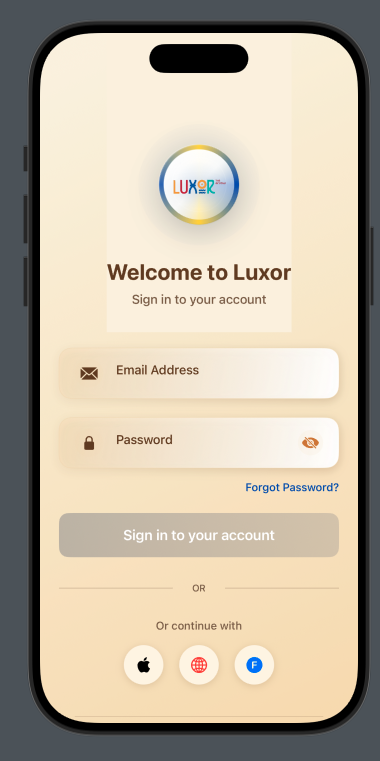 LUXOR
Welcome to Luxor
Sign in to your account
Email Address
Password
Forgot Password?
Sign in to your account
OR
Or continue with
F